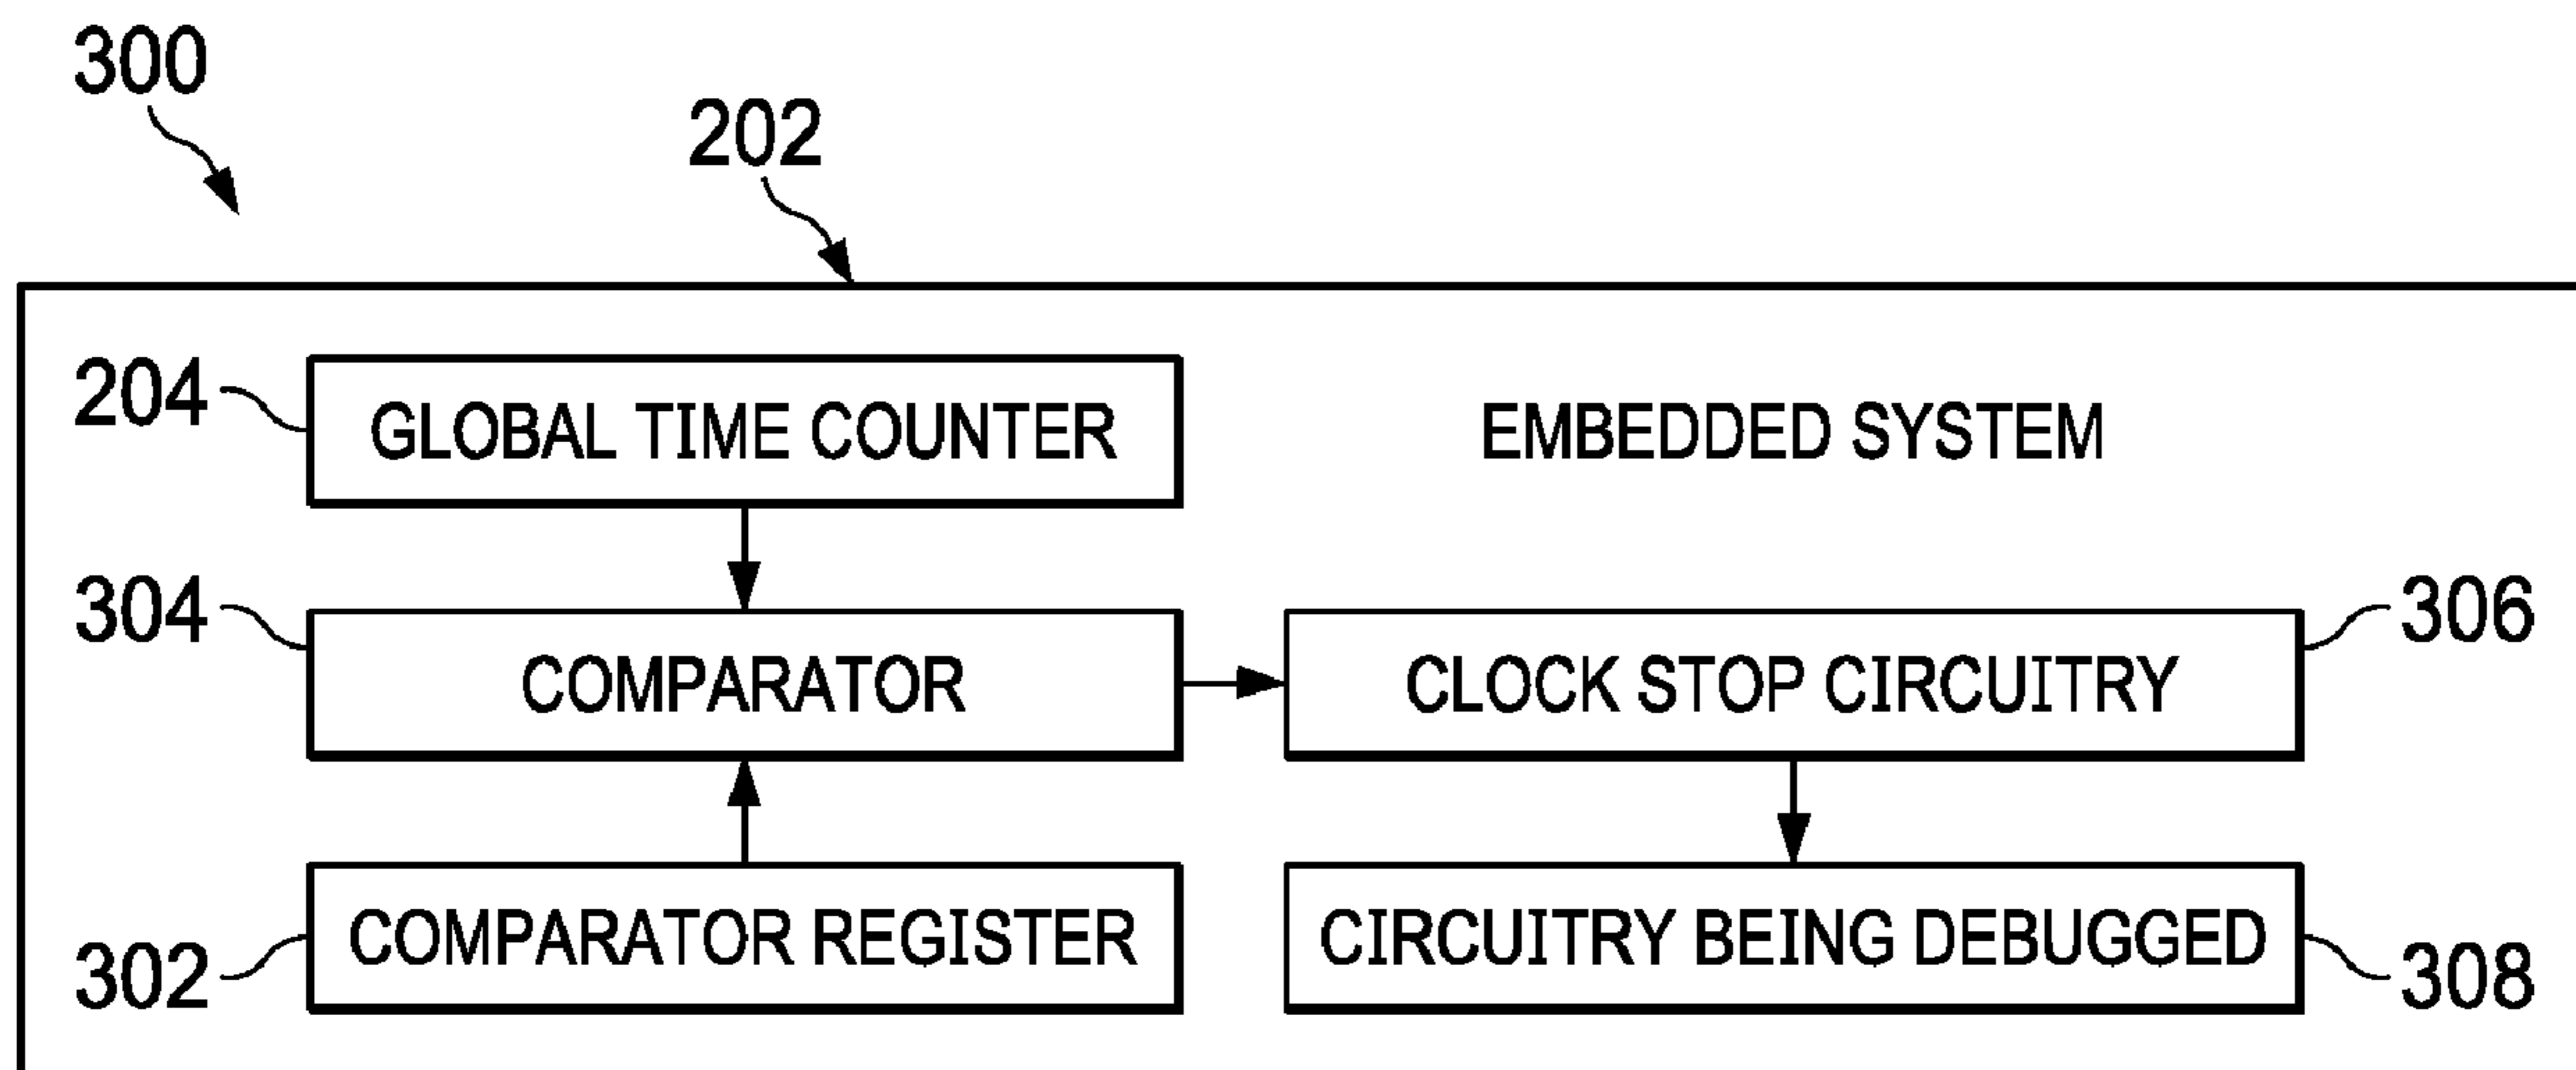 300
202
204
GLOBAL TIME COUNTER
EMBEDDED SYSTEM
304
COMPARATOR
CLOCK STOP CIRCUITRY
306
302
COMPARATOR REGISTER
CIRCUITRY BEING DEBUGGED
308